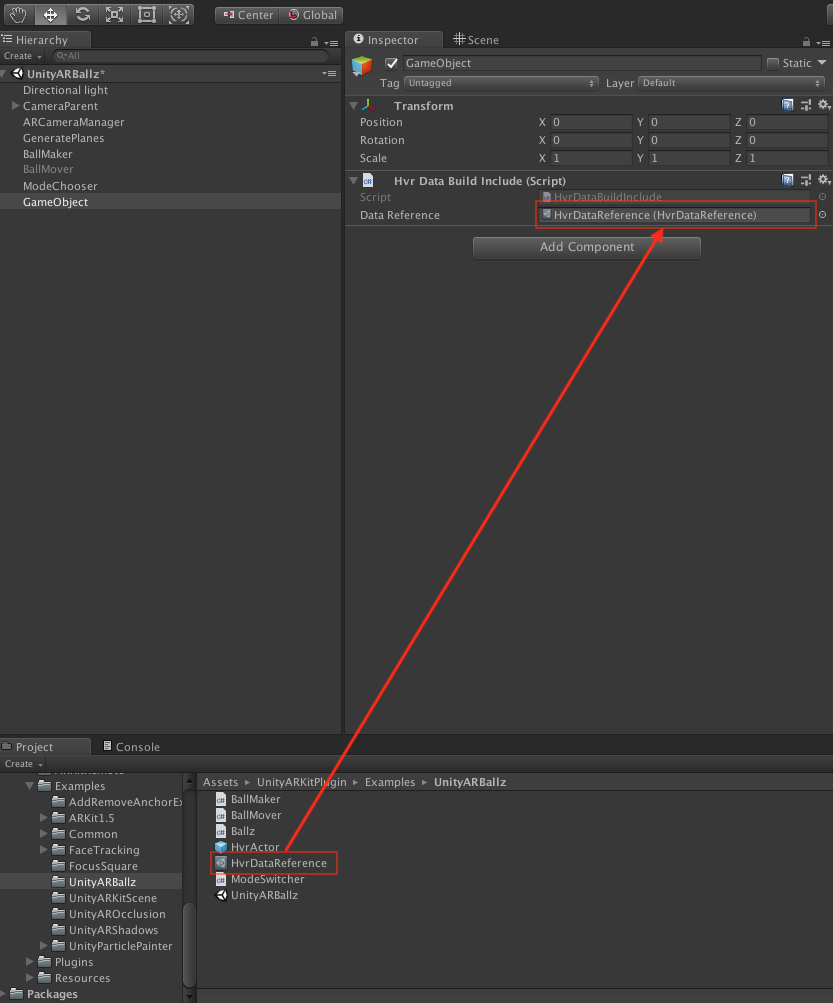 Center Global
Hierarchy
Create All
UnityARBallz*
Directional light
CameraParent
ARCameraManager
GeneratePlanes
BallMaker
BallMover
ModeChooser
GameObject
Inspector Scene
GameObject Static
Tag Untagged Layer Default
Transform
Position X 0 Y 0 Z 0
Rotation X 0 Y 0 Z 0
Scale X 1 Y 1 Z 1
Hvr Data Build Include (Script)
Script HvrDataBuildInclude
Data Reference HvrDataReference (HvrDataReference)
Add Component
Project Console
Create
Examples
AddRemoveAnchorEx
ARKit1.5
Common
FaceTracking
FocusSquare
UnityARBallz
UnityARKitScene
UnityAROcclusion
UnityARShadows
UnityParticlePainter
Plugins
Resources
Packages
Assets ▸ UnityARKitPlugin ▸ Examples ▸ UnityARBallz
BallMaker
BallMover
Ballz
HvrActor
HvrDataReference
ModeSwitcher
UnityARBallz